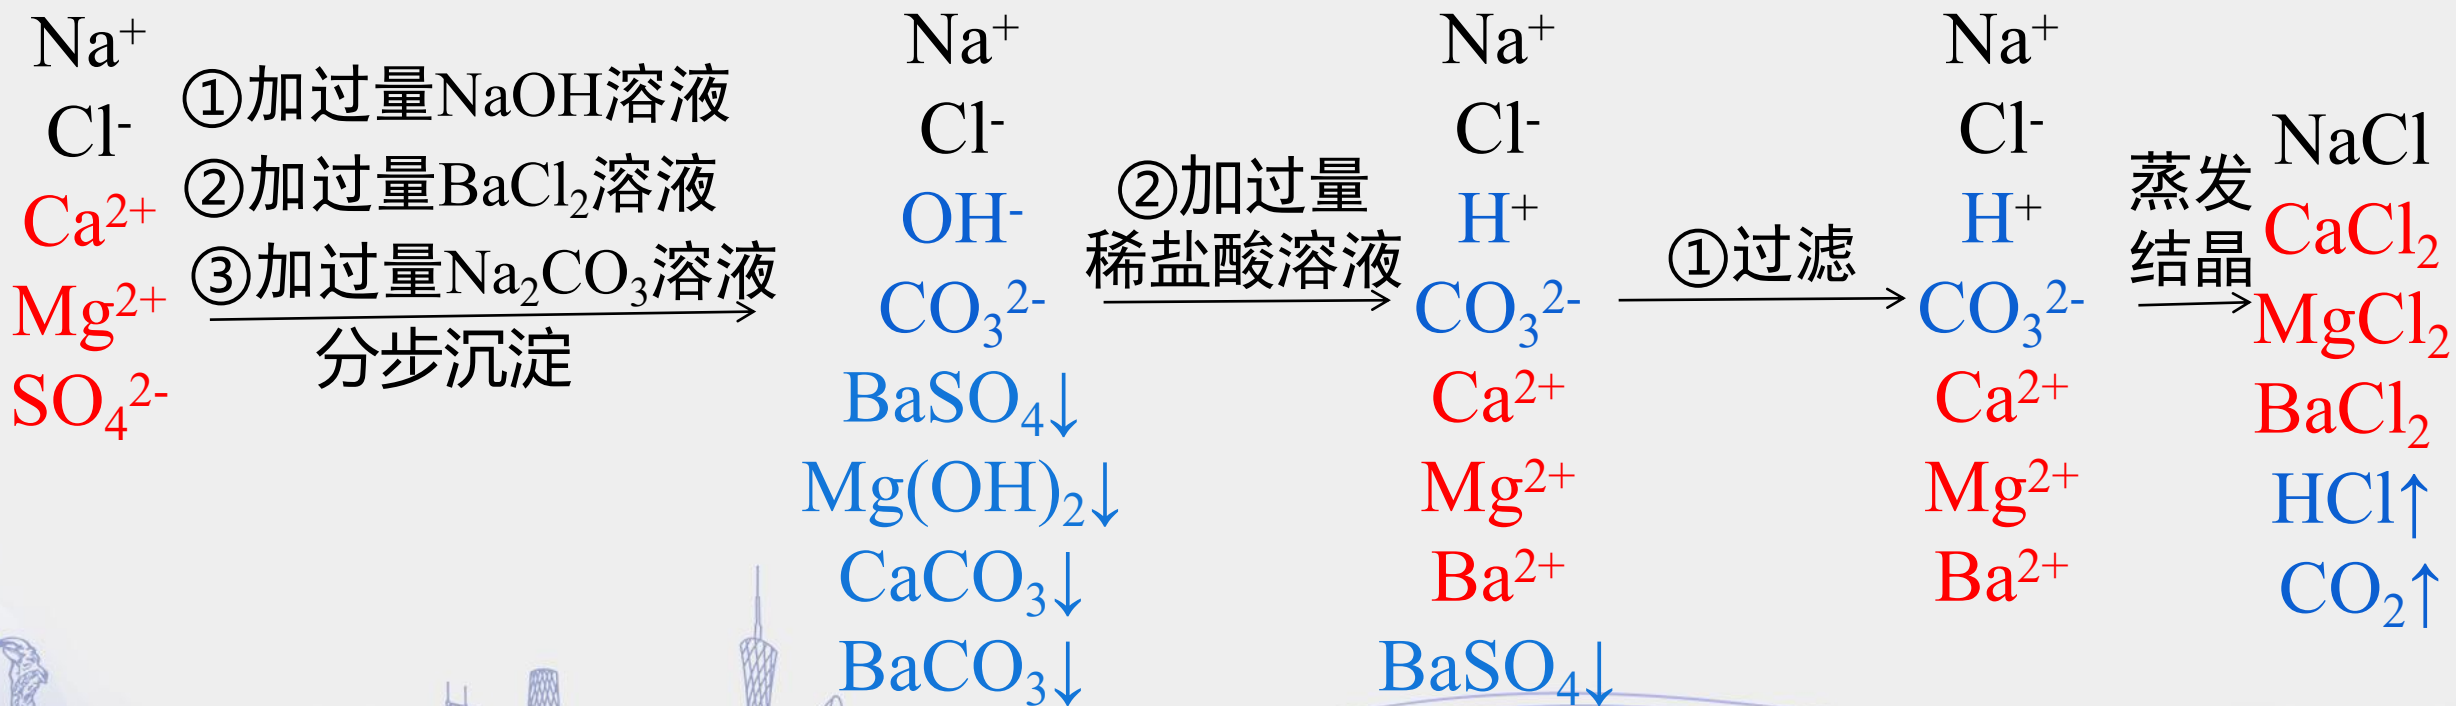 Na⁺
Cl⁻
Ca²⁺
Mg²⁺
SO₄²⁻
①加过量NaOH溶液
②加过量BaCl₂溶液
③加过量Na₂CO₃溶液
分步沉淀
Na⁺
Cl⁻
OH⁻
CO₃²⁻
BaSO₄↓
Mg(OH)₂↓
CaCO₃↓
BaCO₃↓
②加过量
稀盐酸溶液
Na⁺
Cl⁻
H⁺
CO₃²⁻
Ca²⁺
Mg²⁺
Ba²⁺
BaSO₄↓
①过滤
Na⁺
Cl⁻
H⁺
CO₃²⁻
Ca²⁺
Mg²⁺
Ba²⁺
蒸发
结晶
NaCl
CaCl₂
MgCl₂
BaCl₂
HCl↑
CO₂↑